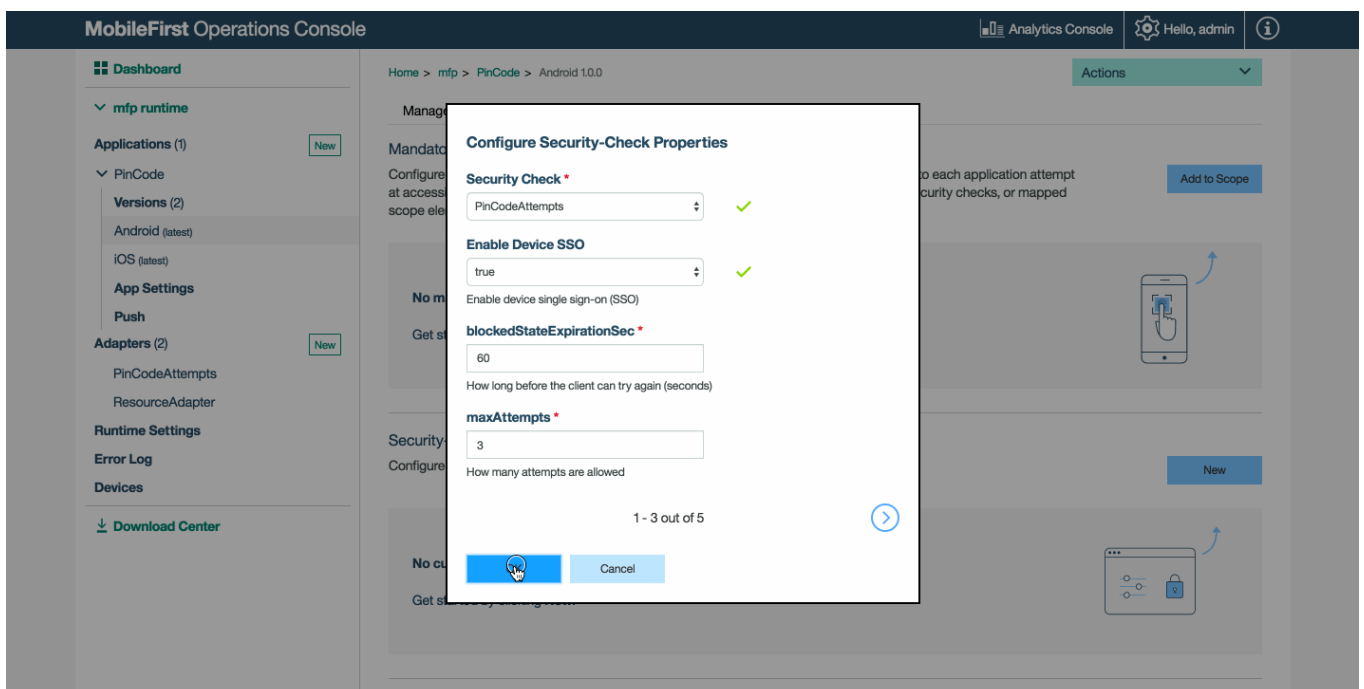 MobileFirst Operations Console
Analytics Console
Hello, admin
Dashboard
mfp runtime
Applications (1)
New
PinCode
Versions (2)
Android (latest)
iOS (latest)
App Settings
Push
Adapters (2)
New
PinCodeAttempts
ResourceAdapter
Runtime Settings
Error Log
Devices
Download Center
Home > mfp > PinCode > Android 1.0.0
Actions
Manage
Mandato
Configure
to each application attempt
at access
curity checks, or mapped
scope ele
Add to Scope
No m
Get st
Security-
Configure
New
No cu
Get st
Configure Security-Check Properties
Security Check *
PinCodeAttempts
Enable Device SSO
true
Enable device single sign-on (SSO)
blockedStateExpirationSec *
60
How long before the client can try again (seconds)
maxAttempts *
3
How many attempts are allowed
1 - 3 out of 5
Cancel